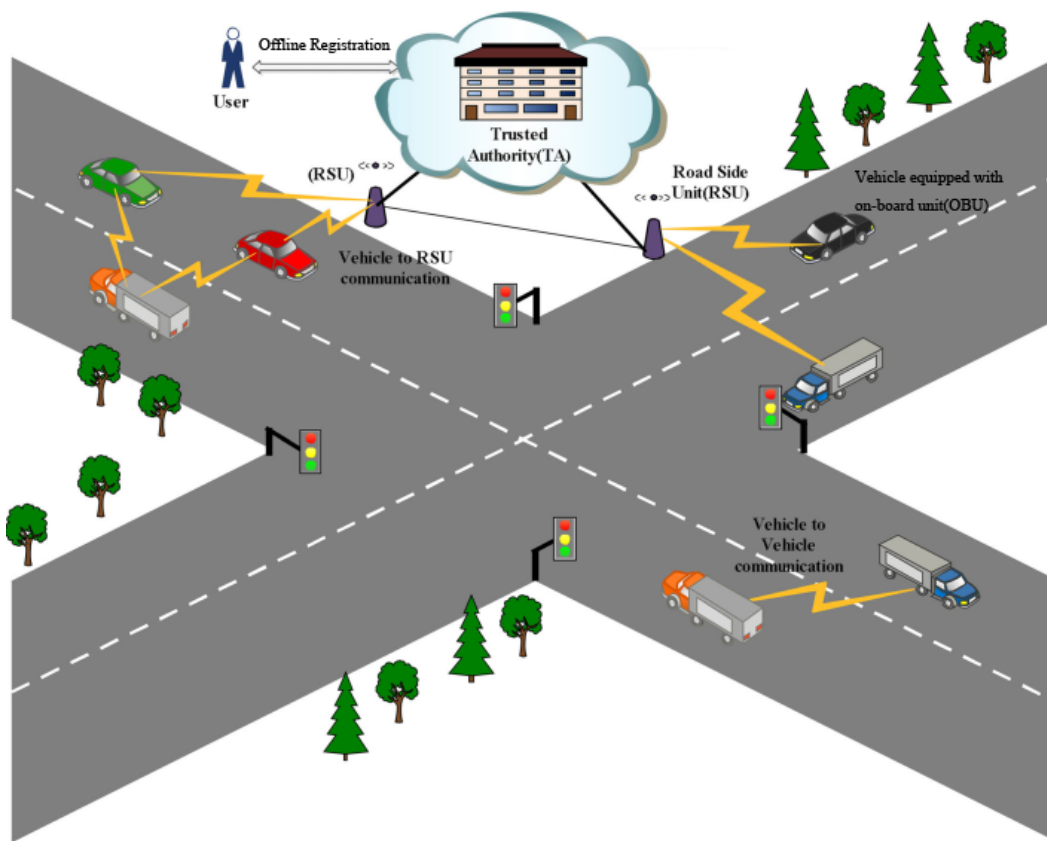 Offline Registration
User
Trusted
Authority(TA)
(RSU)
Road Side
Unit(RSU)
Vehicle equipped with
on-board unit(OBU)
Vehicle to RSU
communication
Vehicle to
Vehicle
communication